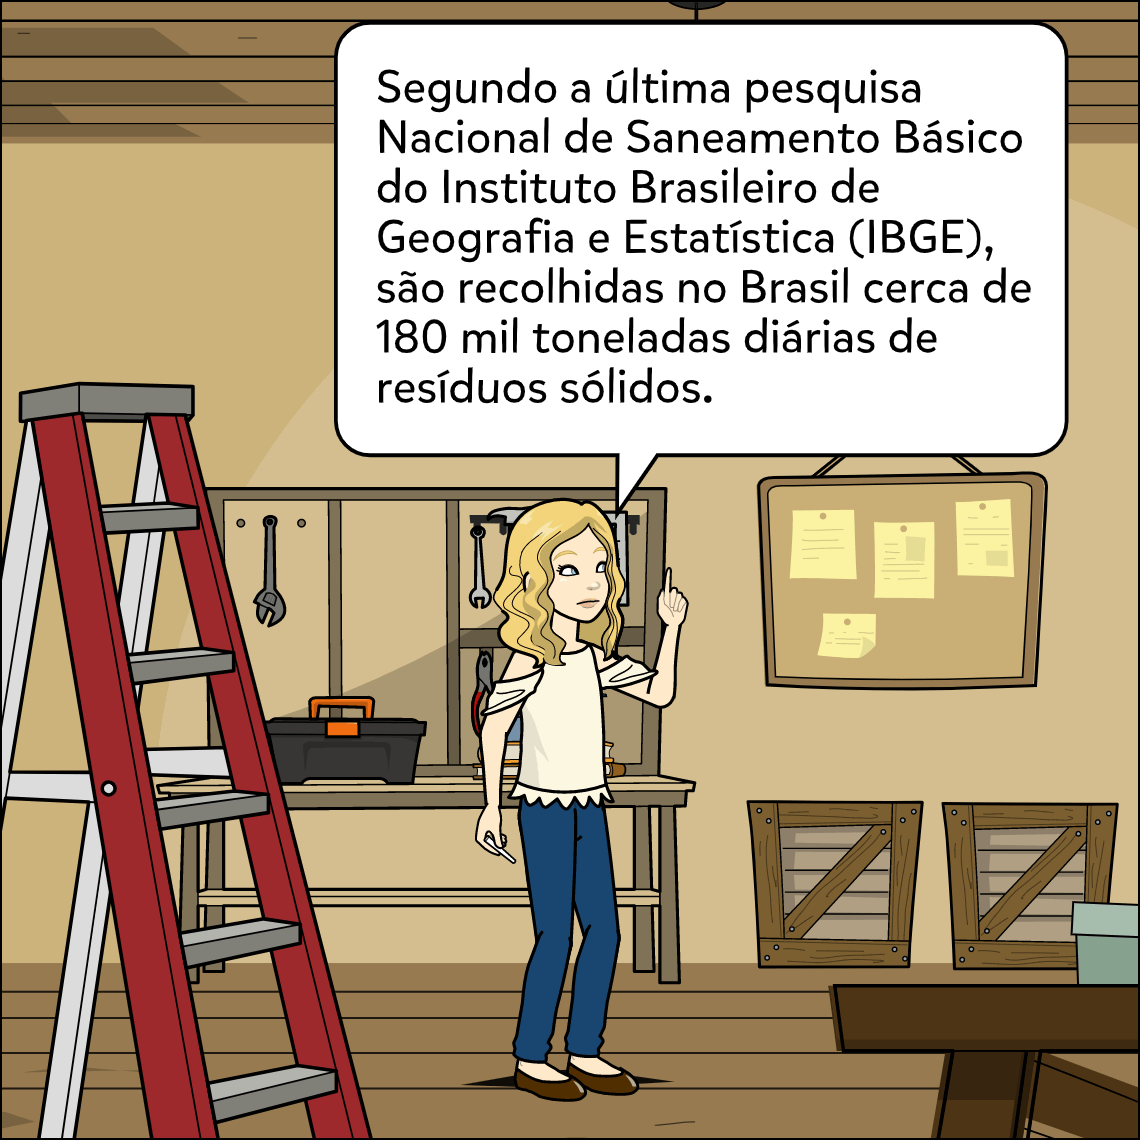 Segundo a última pesquisa
Nacional de Saneamento Básico
do Instituto Brasileiro de
Geografia e Estatística (IBGE),
são recolhidas no Brasil cerca de
180 mil toneladas diárias de
resíduos sólidos.